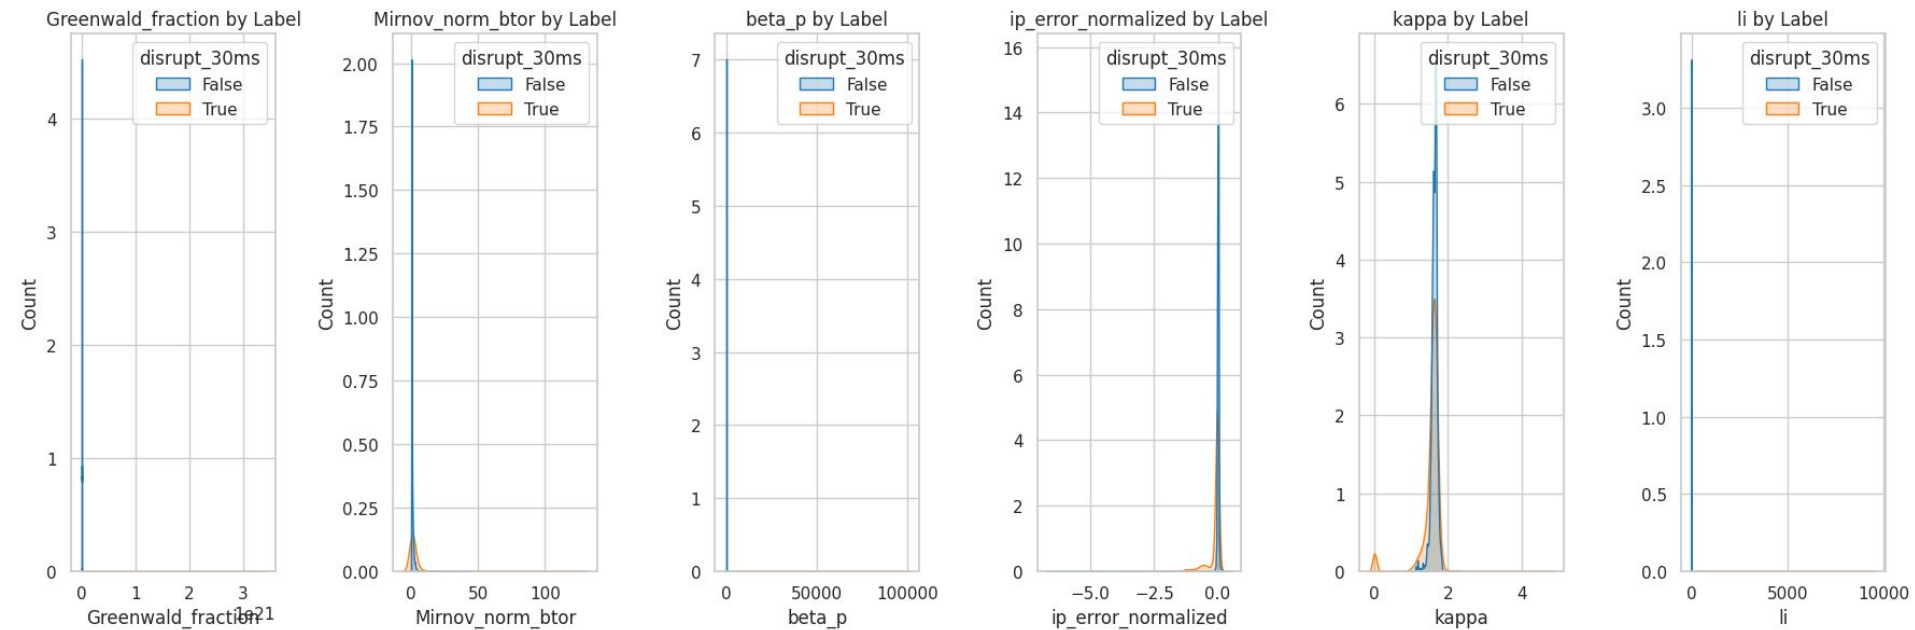 Greenwald_fraction by Label
disrupt_30ms
False
True
4
3
2
1
0
Count
0 1 2 3
1e21
Greenwald_fraction
Mirnov_norm_btor by Label
disrupt_30ms
False
True
2.00
1.75
1.50
1.25
1.00
0.75
0.50
0.25
0.00
Count
0 50 100
Mirnov_norm_btor
beta_p by Label
disrupt_30ms
False
True
7
6
5
4
3
2
1
0
Count
0 50000 100000
beta_p
ip_error_normalized by Label
disrupt_30ms
False
True
16
14
12
10
8
6
4
2
0
Count
−5.0 −2.5 0.0
ip_error_normalized
kappa by Label
disrupt_30ms
False
True
6
5
4
3
2
1
0
Count
0 2 4
kappa
li by Label
disrupt_30ms
False
True
3.0
2.5
2.0
1.5
1.0
0.5
0.0
Count
0 5000 10000
li